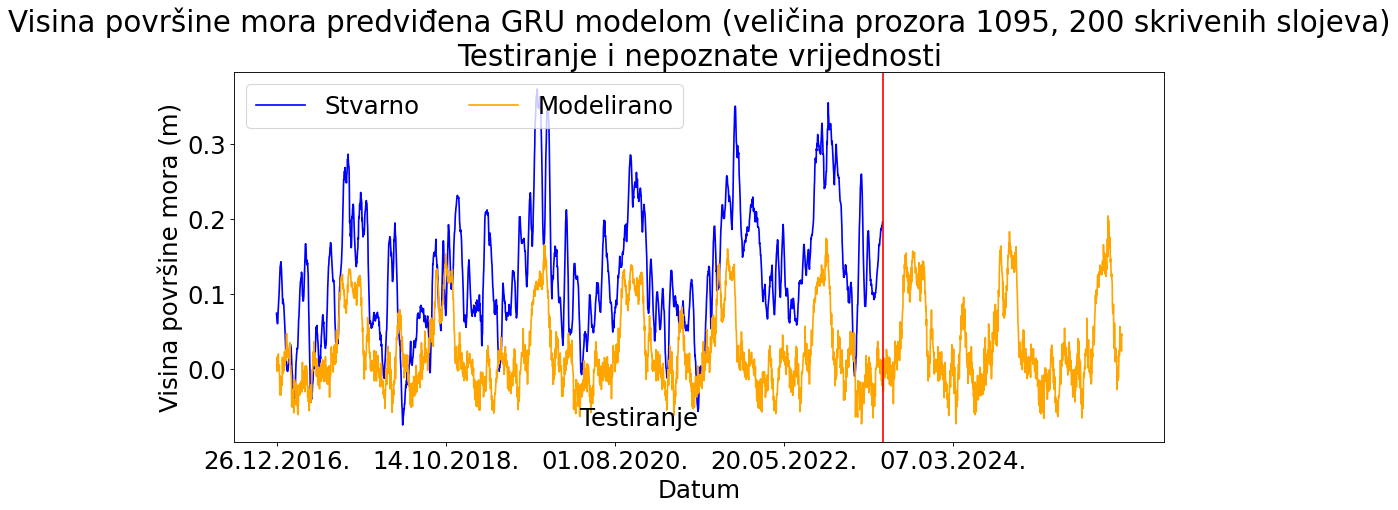 Visina površine mora predviđena GRU modelom (veličina prozora 1095, 200 skrivenih slojeva)
Testiranje i nepoznate vrijednosti
Stvarno
Modelirano
Visina površine mora (m)
0.3
0.2
0.1
0.0
Testiranje
26.12.2016.
14.10.2018.
01.08.2020.
20.05.2022.
07.03.2024.
Datum